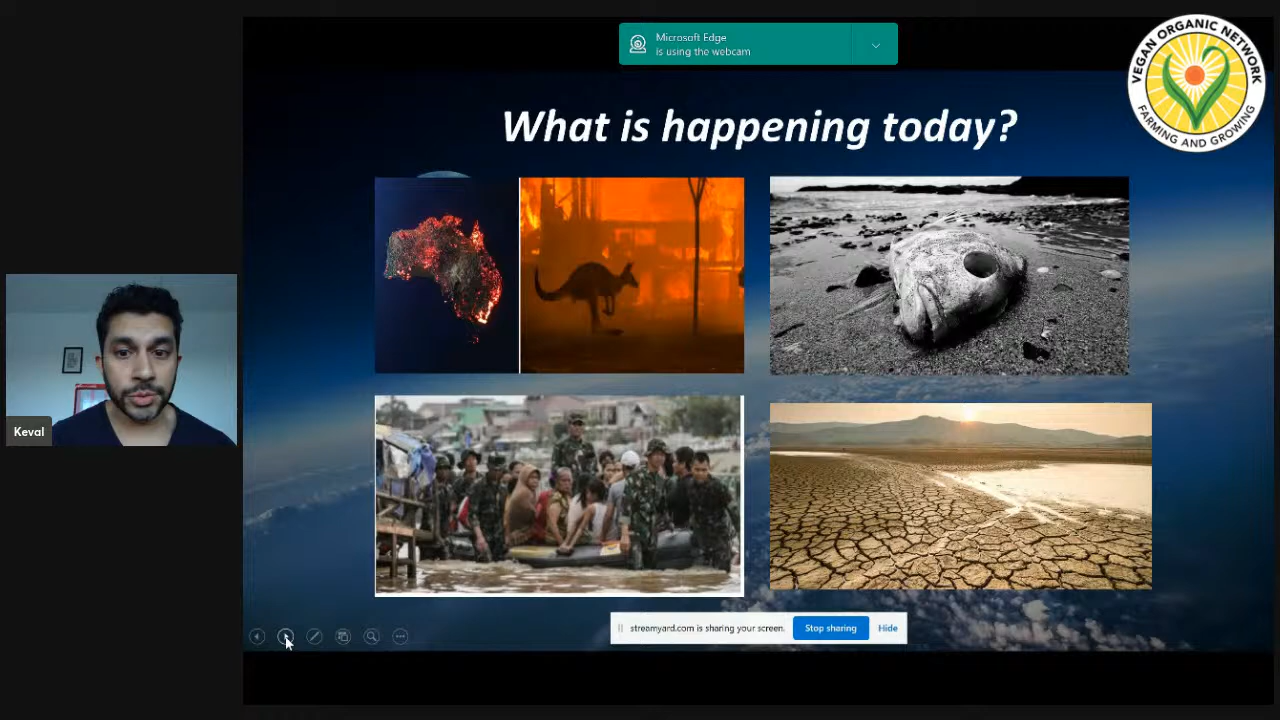 Microsoft Edge
is using the webcam
VEGAN ORGANIC NETWORK
FARMING AND GROWING
What is happening today?
Keval
streamyard.com is sharing your screen.
Stop sharing
Hide